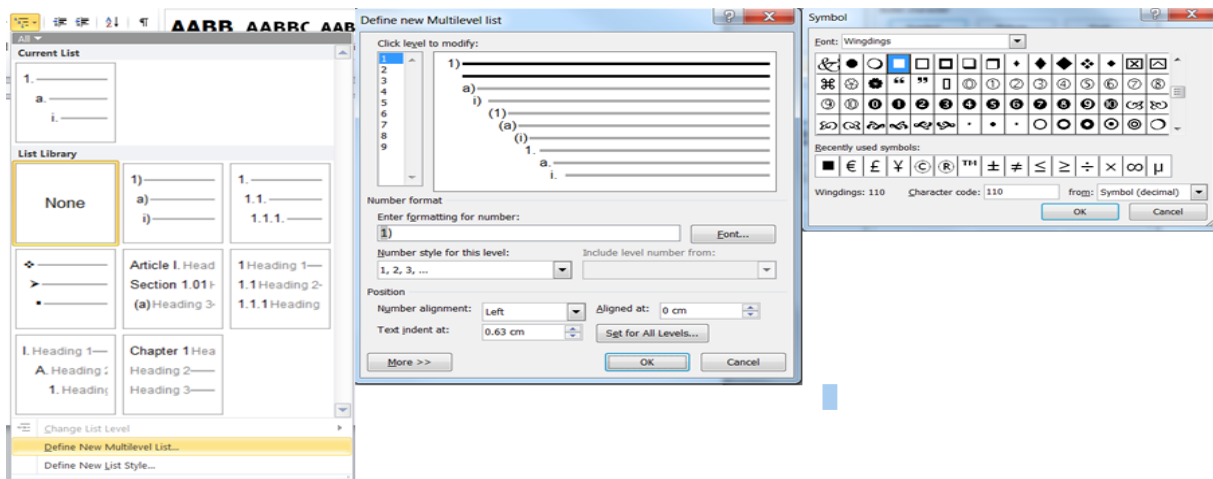 AABB AABBC AAB
All
Current List
1.
a.
i.
List Library
None
1)
a)
i)
1.
1.1.
1.1.1.
Article I. Head
Section 1.01
(a) Heading 3-
1 Heading 1
1.1 Heading 2-
1.1.1 Heading
I. Heading 1
A. Heading 2
1. Heading
Chapter 1 Hea
Heading 2
Heading 3
Change List Level
Define New Multilevel List...
Define New List Style...
Define new Multilevel list
Click level to modify:
1
2
3
4
5
6
7
8
9
1)
a)
i)
(1)
(a)
(i)
1.
a.
i.
Number format
Enter formatting for number:
1)
Font...
Number style for this level:
Include level number from:
1, 2, 3, ...
Position
Number alignment:
Left
Aligned at:
0 cm
Text indent at:
0.63 cm
Set for All Levels...
More >>
OK
Cancel
Symbol
Font: Wingdings
Recently used symbols:
■ € £ ¥ © ® ™ ± ≠ ≤ ≥ ÷ × ∞ µ
Wingdings: 110
Character code: 110
from: Symbol (decimal)
OK
Cancel